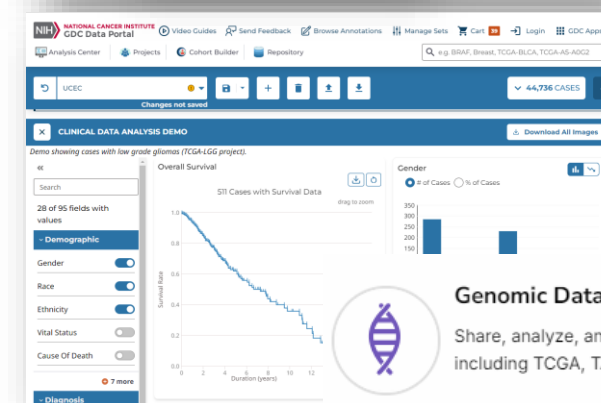 NIH NATIONAL CANCER INSTITUTE
GDC Data Portal
Video Guides Send Feedback Browse Annotations Manage Sets Cart 39 Login GDC Apps
Analysis Center Projects Cohort Builder Repository
e.g. BRAF, Breast, TCGA-BLCA, TCGA-A5-A0G2
UCEC
Changes not saved
44,736 CASES
CLINICAL DATA ANALYSIS DEMO
Download All Images
Demo showing cases with low grade gliomas (TCGA-LGG project).
Search
28 of 95 fields with
values
Demographic
Gender
Race
Ethnicity
Vital Status
Cause Of Death
7 more
Diagnosis
Overall Survival
511 Cases with Survival Data
drag to zoom
Survival Rate
1.0
0.8
0.6
0.4
0.2
0.0
0 2 4 6 8 10 12
Duration (years)
Gender
# of Cases % of Cases
350
300
250
200
150
Genomic Data
Share, analyze, an
including TCGA, T